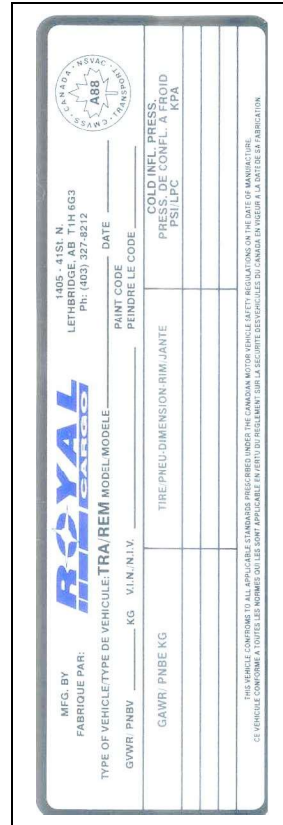 MFG. BY
FABRIQUE PAR:
ROYAL
CARGO
1405 - 41St. N.
LETHBRIDGE, AB T1H 6G3
Ph: (403) 327-8212
CANADA · NSVAC · TRANSPORT · CMVSS
A88
TYPE OF VEHICLE/TYPE DE VEHICULE: TRA/REM MODEL/MODELE DATE
GVWR/ PNBV KG V.I.N./N.I.V. PAINT CODE
PEINDRE LE CODE
GAWR/ PNBE KG TIRE/PNEU-DIMENSION-RIM/JANTE COLD INFL. PRESS.
PRESS. DE CONFL. A FROID
PSI/LPC KPA
THIS VEHICLE CONFROMS TO ALL APPLICABLE STANDARDS PRESCRIBED UNDER THE CANADIAN MOTOR VEHICLE SAFETY REGULATIONS ON THE DATE OF MANUFACTURE
CE VEHICULE CONFORME A TOUTES LES NORMES QUI LES SONT APPLICABLE EN VERTU DU REGLEMENT SUR LA SECURITE DES VEHICULES DU CANADA EN VIGEUR A LA DATE DE SA FABRICATION